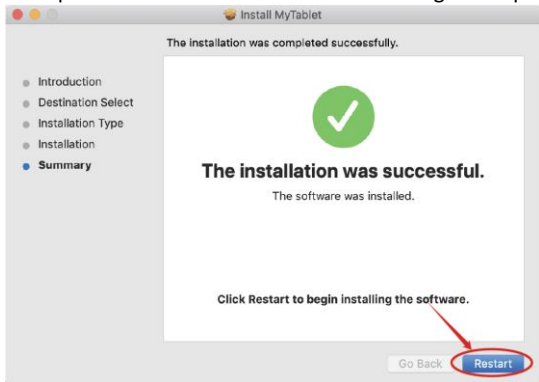 Install MyTablet
The installation was completed successfully.
Introduction
Destination Select
Installation Type
Installation
Summary
The installation was successful.
The software was installed.
Click Restart to begin installing the software.
Go Back
Restart